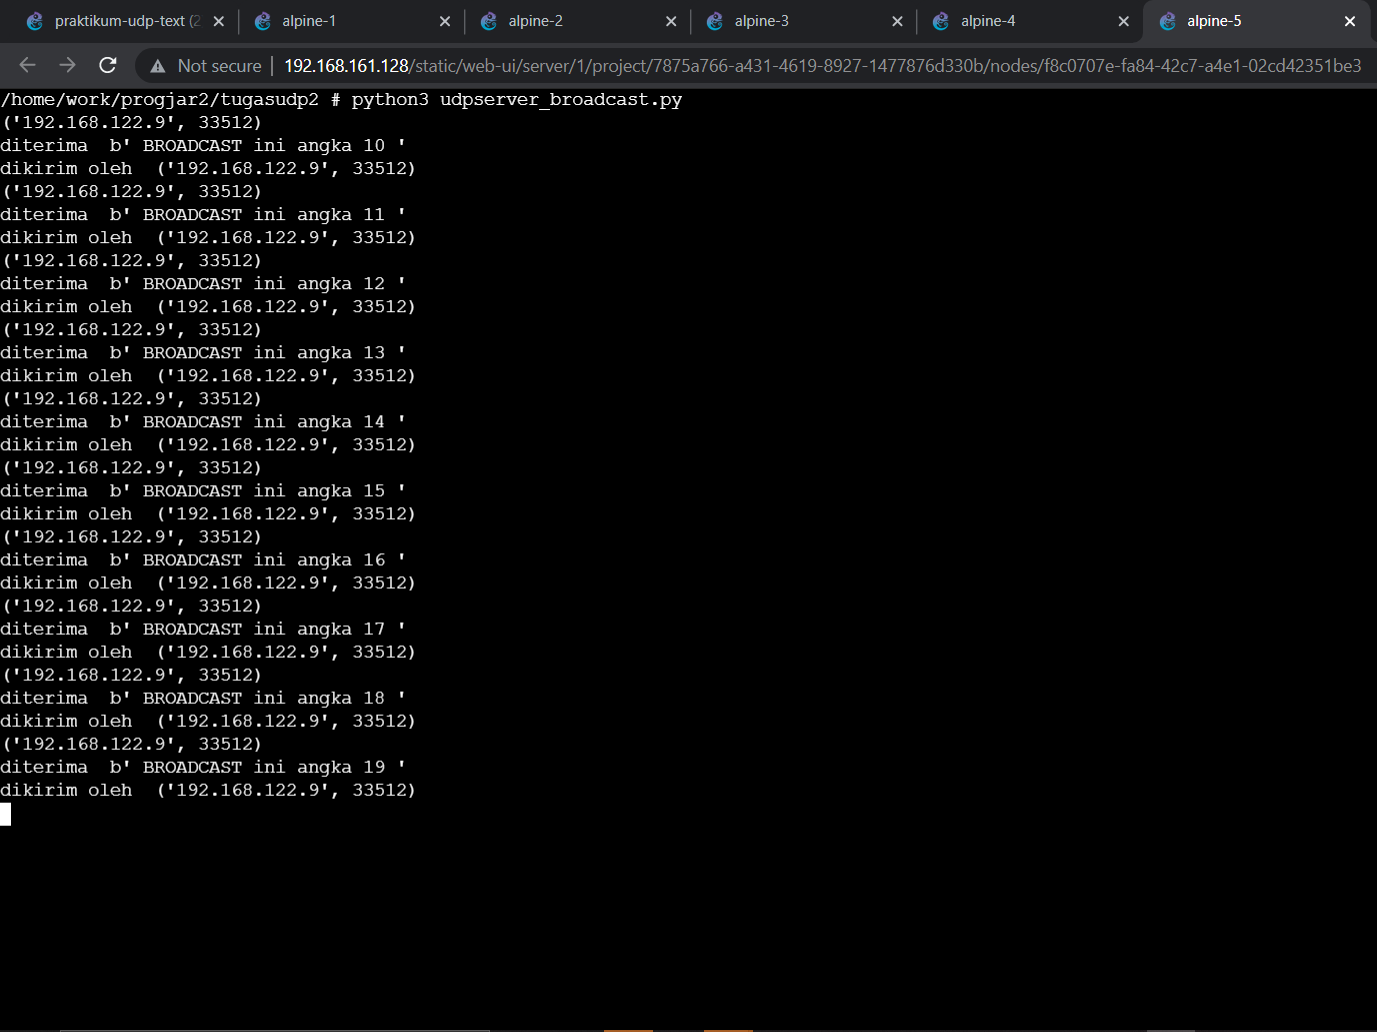 praktikum-udp-text (2
alpine-1
alpine-2
alpine-3
alpine-4
alpine-5
Not secure | 192.168.161.128/static/web-ui/server/1/project/7875a766-a431-4619-8927-1477876d330b/nodes/f8c0707e-fa84-42c7-a4e1-02cd42351be3
/home/work/progjar2/tugasudp2 # python3 udpserver_broadcast.py
('192.168.122.9', 33512)
diterima  b' BROADCAST ini angka 10 '
dikirim oleh  ('192.168.122.9', 33512)
('192.168.122.9', 33512)
diterima  b' BROADCAST ini angka 11 '
dikirim oleh  ('192.168.122.9', 33512)
('192.168.122.9', 33512)
diterima  b' BROADCAST ini angka 12 '
dikirim oleh  ('192.168.122.9', 33512)
('192.168.122.9', 33512)
diterima  b' BROADCAST ini angka 13 '
dikirim oleh  ('192.168.122.9', 33512)
('192.168.122.9', 33512)
diterima  b' BROADCAST ini angka 14 '
dikirim oleh  ('192.168.122.9', 33512)
('192.168.122.9', 33512)
diterima  b' BROADCAST ini angka 15 '
dikirim oleh  ('192.168.122.9', 33512)
('192.168.122.9', 33512)
diterima  b' BROADCAST ini angka 16 '
dikirim oleh  ('192.168.122.9', 33512)
('192.168.122.9', 33512)
diterima  b' BROADCAST ini angka 17 '
dikirim oleh  ('192.168.122.9', 33512)
('192.168.122.9', 33512)
diterima  b' BROADCAST ini angka 18 '
dikirim oleh  ('192.168.122.9', 33512)
('192.168.122.9', 33512)
diterima  b' BROADCAST ini angka 19 '
dikirim oleh  ('192.168.122.9', 33512)